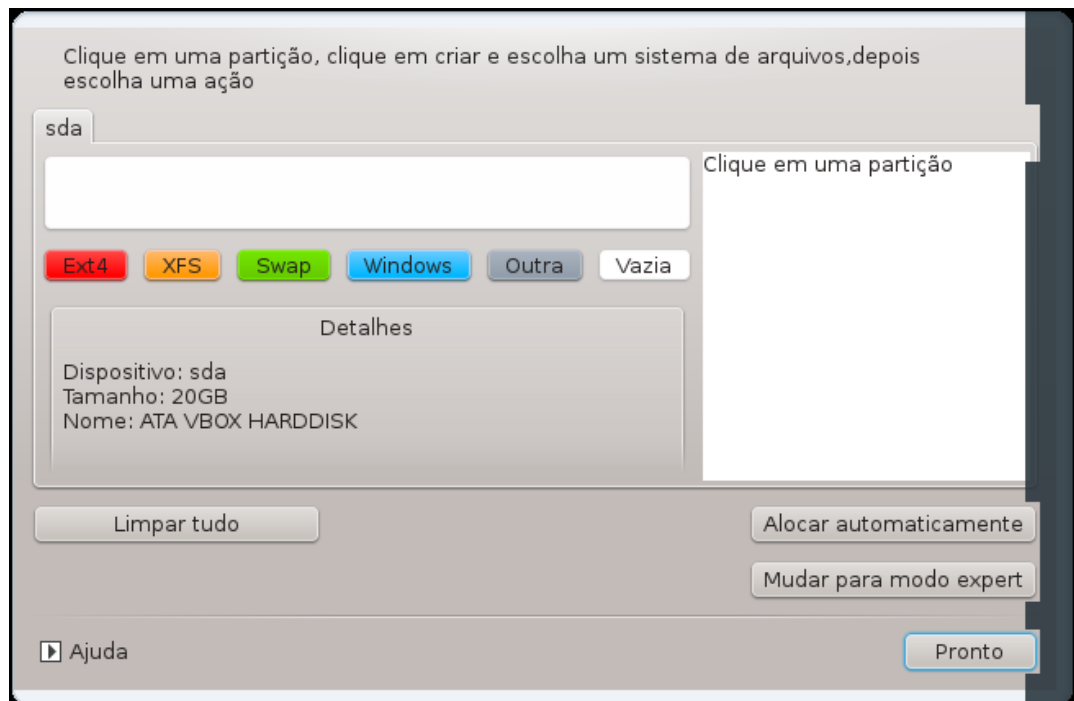 Clique em uma partição, clique em criar e escolha um sistema de arquivos,depois
escolha uma ação
sda
Clique em uma partição
Ext4
XFS
Swap
Windows
Outra
Vazia
Detalhes
Dispositivo: sda
Tamanho: 20GB
Nome: ATA VBOX HARDDISK
Limpar tudo
Alocar automaticamente
Mudar para modo expert
Ajuda
Pronto